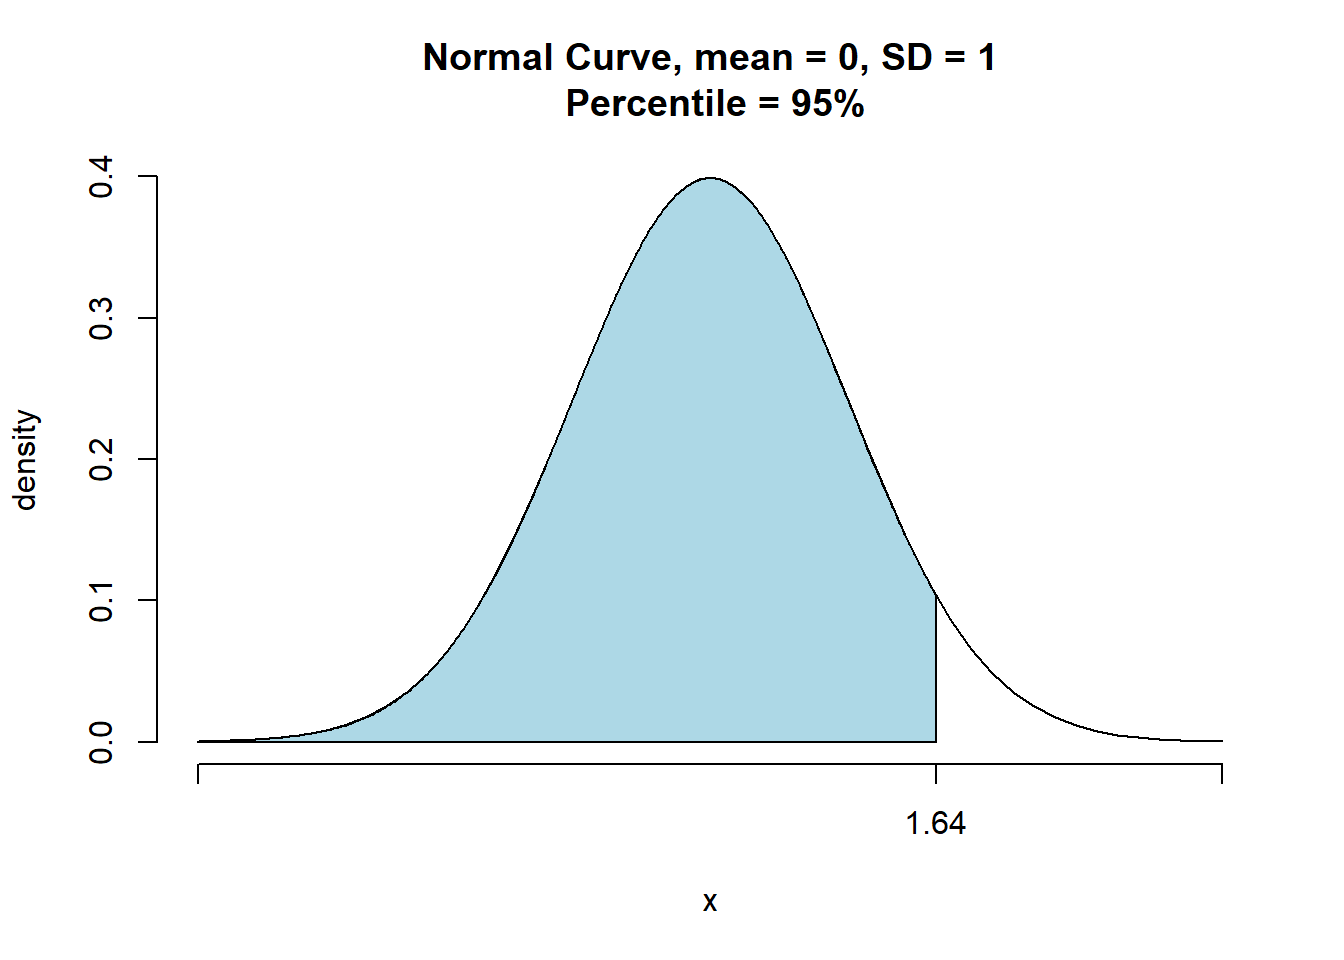 Normal Curve, mean = 0, SD = 1
Percentile = 95%
density
0.4
0.3
0.2
0.1
0.0
1.64
x